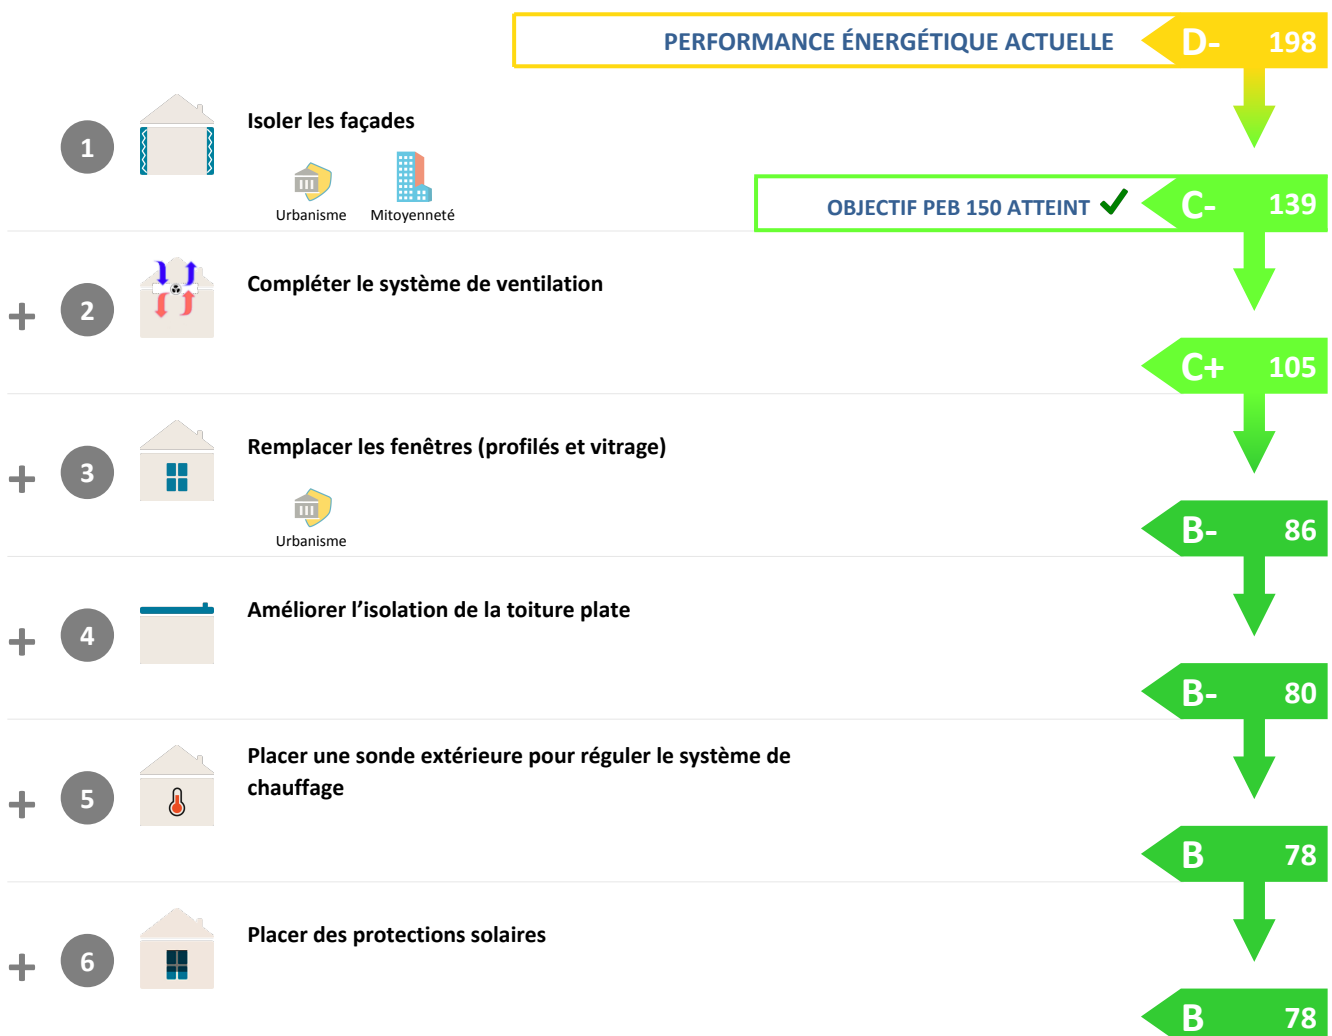 PERFORMANCE ÉNERGÉTIQUE ACTUELLE D- 198
1 Isoler les façades
Urbanisme Mitoyenneté
OBJECTIF PEB 150 ATTEINT C- 139
+ 2 Compléter le système de ventilation
C+ 105
+ 3 Remplacer les fenêtres (profilés et vitrage)
Urbanisme
B- 86
+ 4 Améliorer l’isolation de la toiture plate
B- 80
+ 5 Placer une sonde extérieure pour réguler le système de
chauffage
B 78
+ 6 Placer des protections solaires
B 78